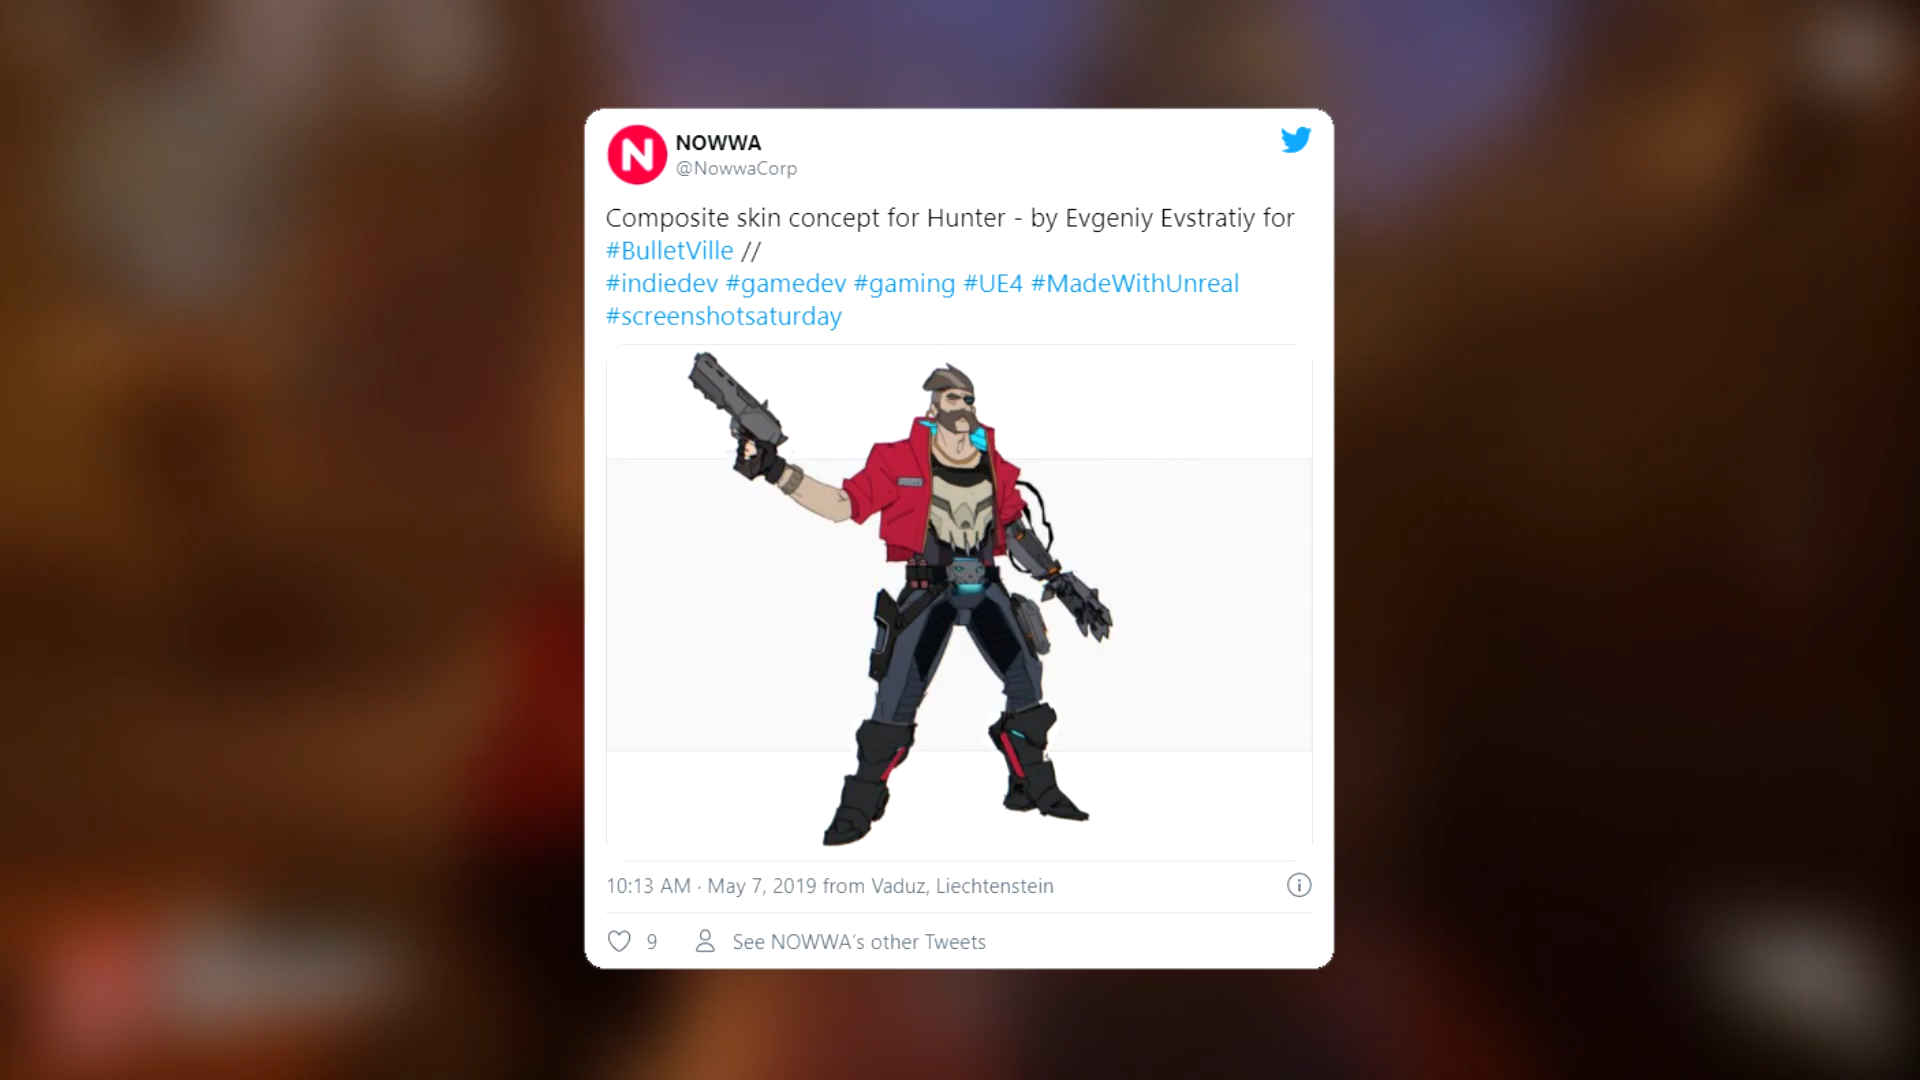 N
NOWWA
@NowwaCorp
Composite skin concept for Hunter - by Evgeniy Evstratiy for
#BulletVille //
#indiedev #gamedev #gaming #UE4 #MadeWithUnreal
#screenshotsaturday
10:13 AM · May 7, 2019 from Vaduz, Liechtenstein
9 See NOWWA's other Tweets